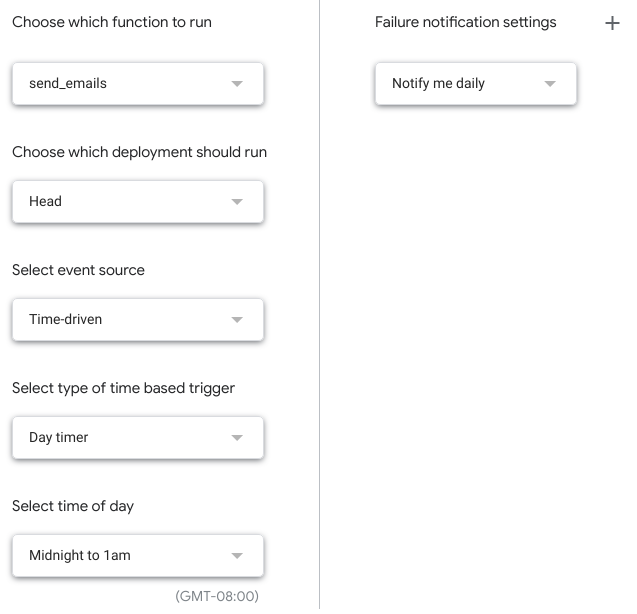 Choose which function to run
send_emails
Choose which deployment should run
Head
Select event source
Time-driven
Select type of time based trigger
Day timer
Select time of day
Midnight to 1am
(GMT-08:00)
Failure notification settings +
Notify me daily